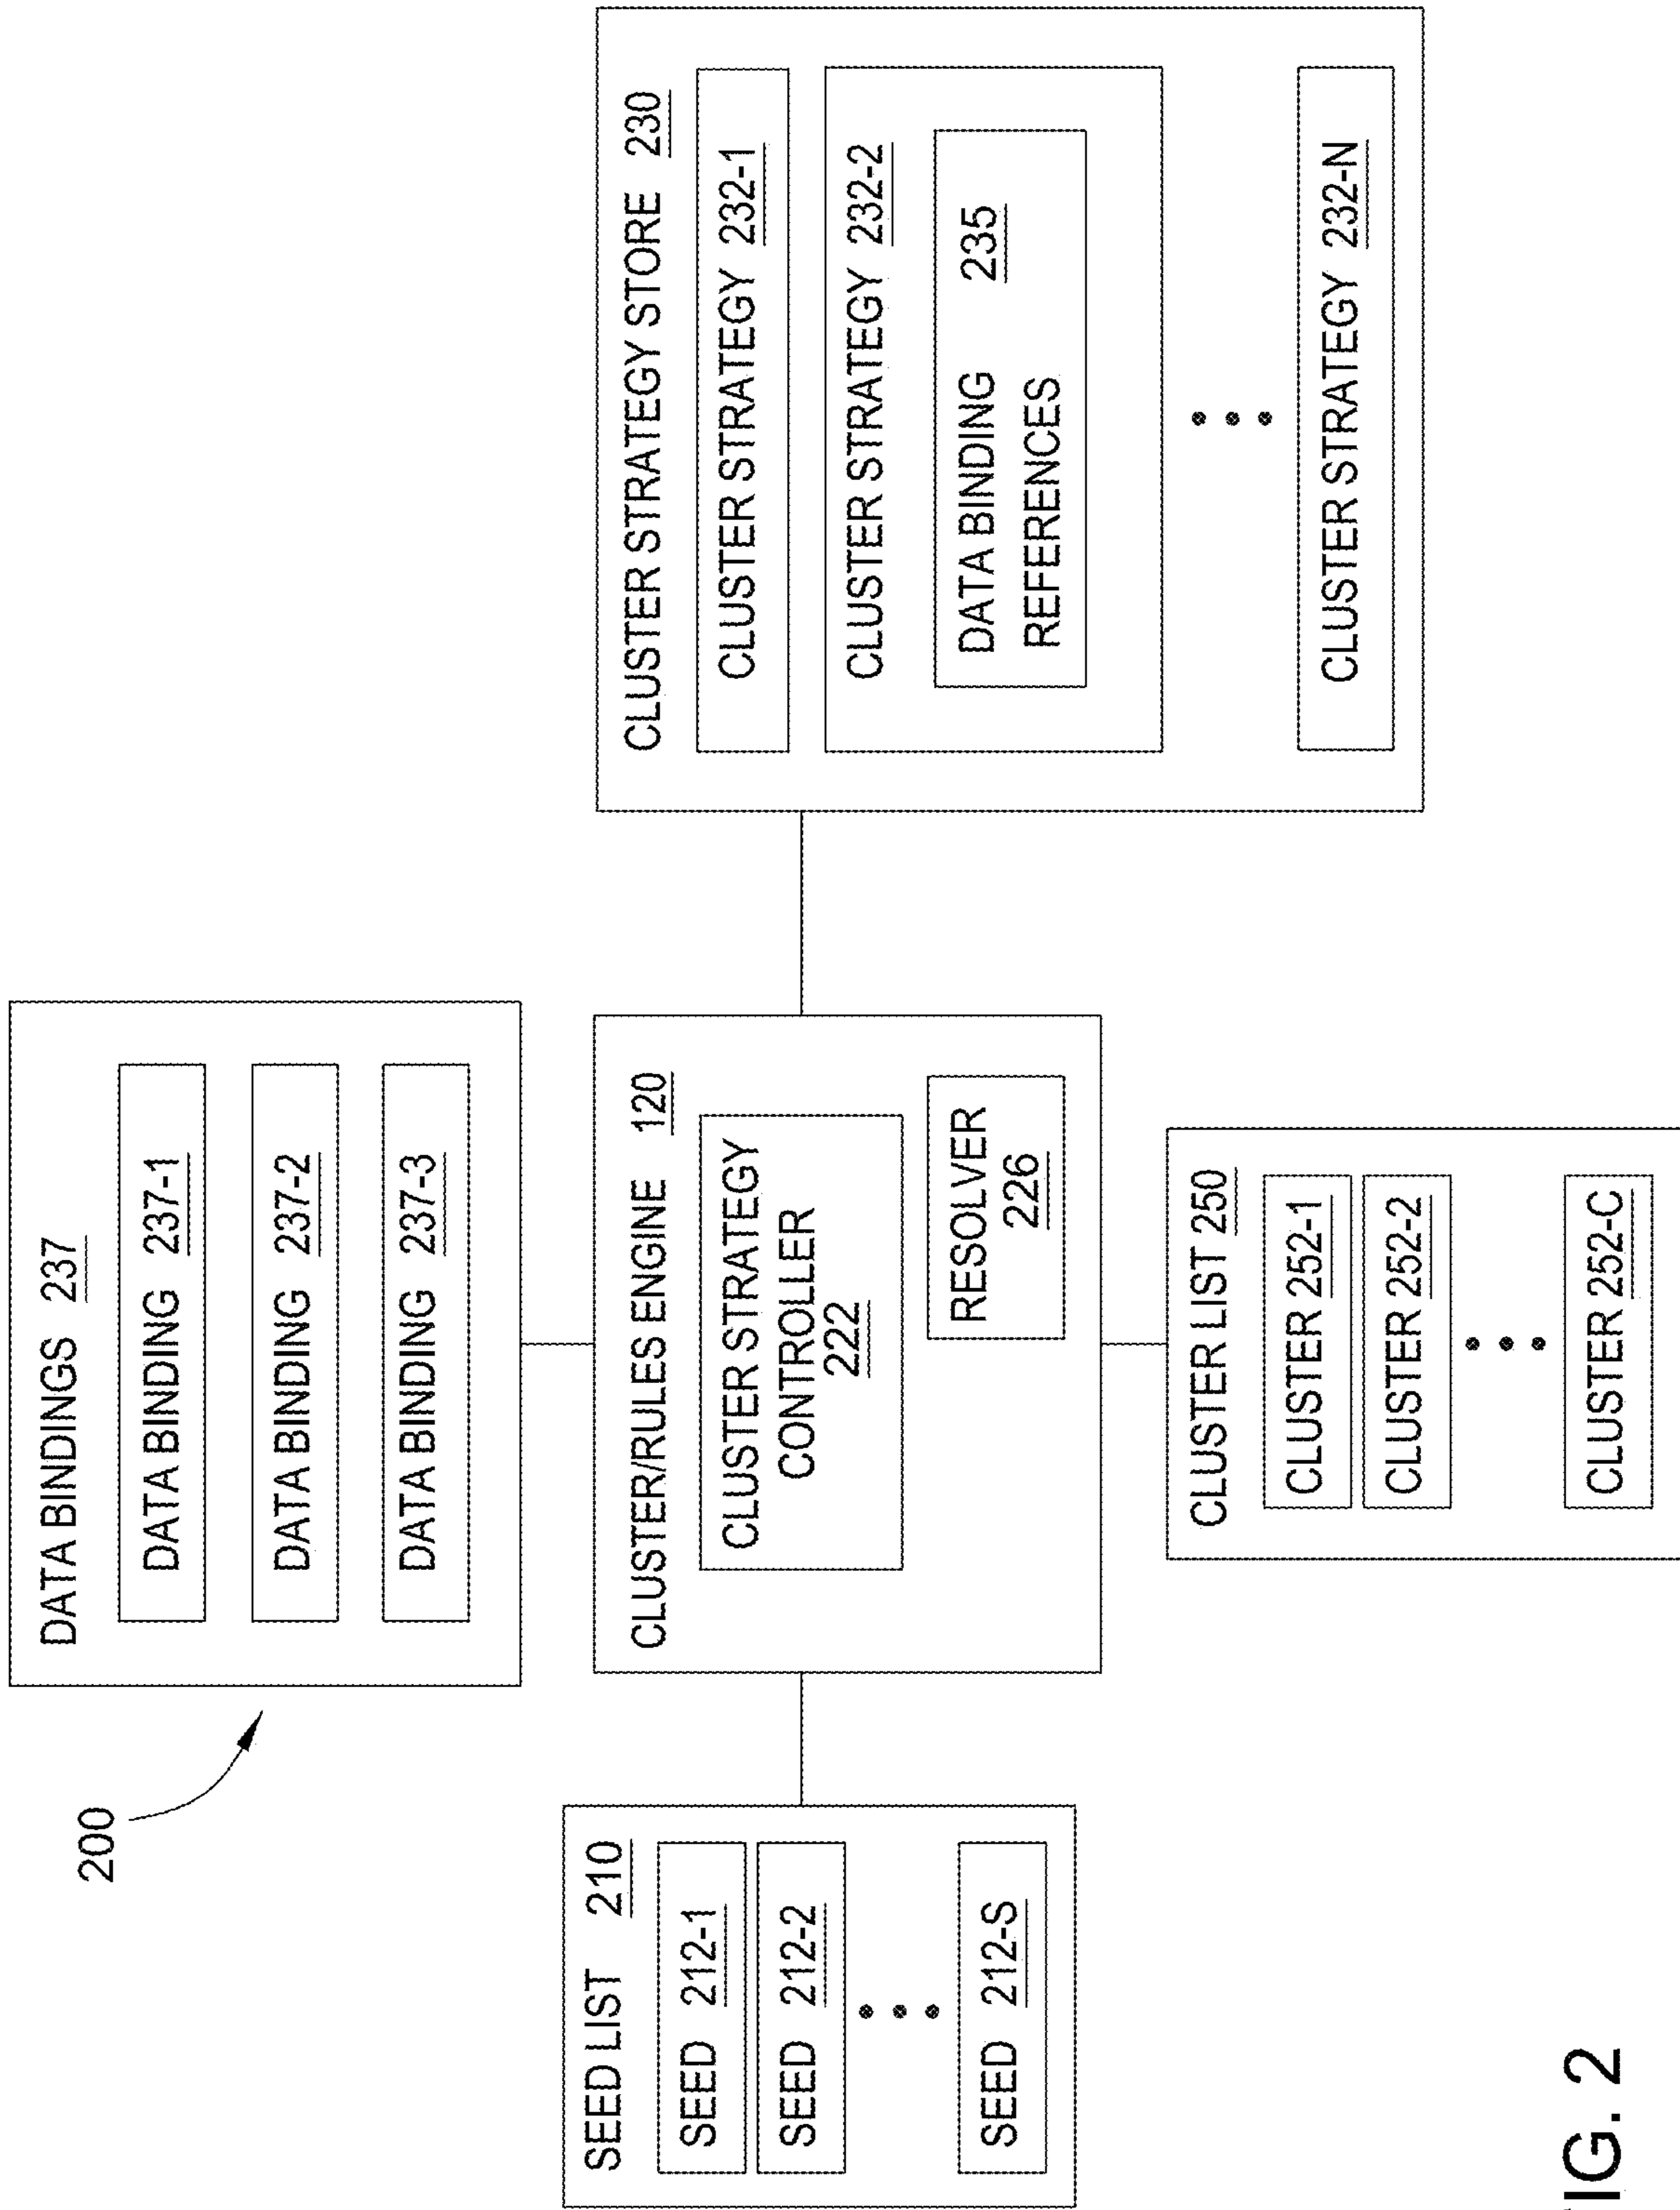 200
DATA BINDINGS 237
DATA BINDING 237-1
DATA BINDING 237-2
DATA BINDING 237-3
SEED LIST 210
SEED 212-1
SEED 212-2
SEED 212-S
CLUSTER/RULES ENGINE 120
CLUSTER STRATEGY
CONTROLLER
222
RESOLVER
226
CLUSTER STRATEGY STORE 230
CLUSTER STRATEGY 232-1
CLUSTER STRATEGY 232-2
DATA BINDING 235
REFERENCES
CLUSTER STRATEGY 232-N
CLUSTER LIST 250
CLUSTER 252-1
CLUSTER 252-2
CLUSTER 252-C
IG. 2